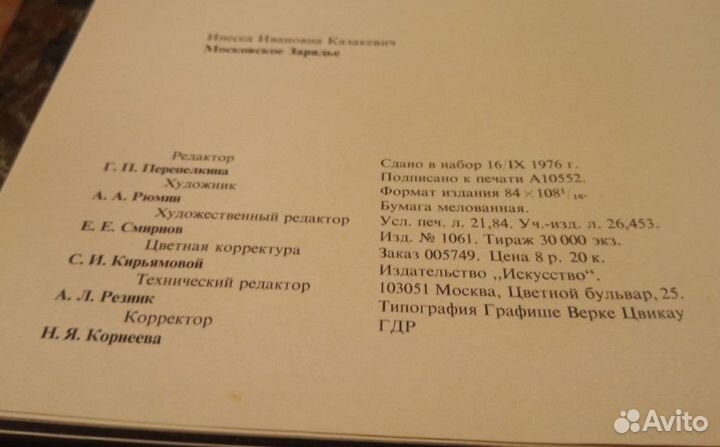 Инесса Ивановна Казакевич
Московское Зарядье
Редактор
Г. П. Перепелкина
Художник
А. А. Рюмин
Художественный редактор
Е. Е. Смирнов
Цветная корректура
С. И. Кирьямовой
Технический редактор
А. Л. Резник
Корректор
Н. Я. Корнеева
Сдано в набор 16/IX 1976 г.
Подписано к печати А10552.
Формат издания 84 × 108¹/₁₆.
Бумага мелованная.
Усл. печ. л. 21,84. Уч.-изд. л. 26,453.
Изд. № 1061. Тираж 30 000 экз.
Заказ 005749. Цена 8 р. 20 к.
Издательство „Искусство“.
103051 Москва, Цветной бульвар, 25.
Типография Графише Верке Цвикау
ГДР
Avito